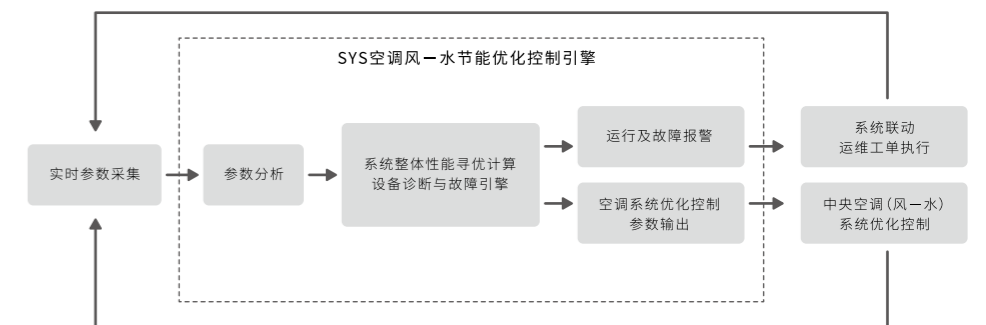 SYS空调风—水节能优化控制引擎
实时参数采集
参数分析
系统整体性能寻优计算
设备诊断与故障引擎
运行及故障报警
空调系统优化控制
参数输出
系统联动
运维工单执行
中央空调(风—水)
系统优化控制